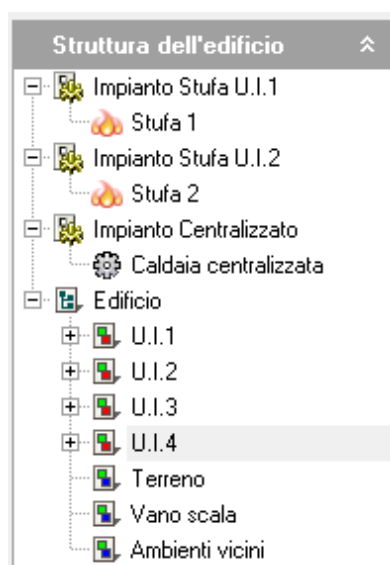 Struttura dell'edificio
Impianto Stufa U.I.1
Stufa 1
Impianto Stufa U.I.2
Stufa 2
Impianto Centralizzato
Caldaia centralizzata
Edificio
U.I.1
U.I.2
U.I.3
U.I.4
Terreno
Vano scala
Ambienti vicini